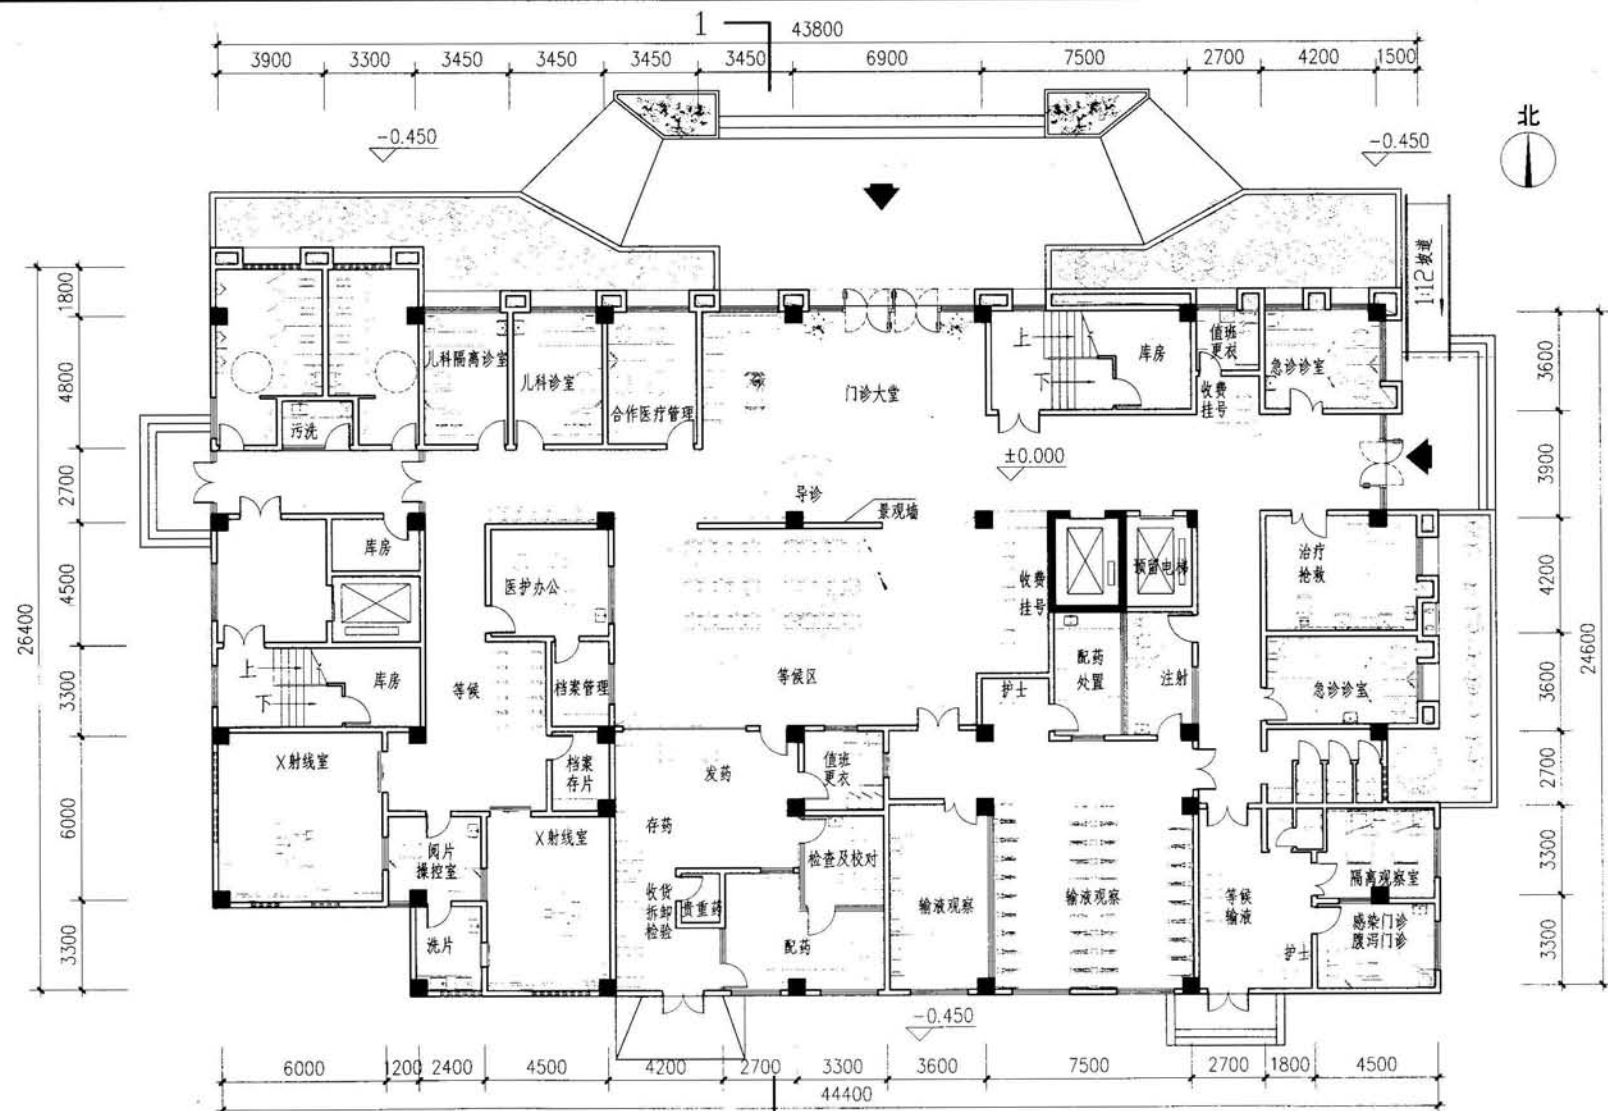 1
43800
3900 3300 3450 3450 3450 3450 6900 7500 2700 4200 1500
北
-0.450
-0.450
1:12坡道
1800
4800
2700
4500
3300
6000
3300
26400
3600
3900
4200
3600
2700
3300
3300
24600
儿科隔离诊室
儿科诊室
合作医疗管理
门诊大堂
上
下
库房
值班
更衣
收费
挂号
急诊诊室
污洗
±0.000
导诊
景观墙
库房
医护办公
收费
挂号
预留电梯
治疗
抢救
上
下
库房
等候
档案管理
等候区
护士
配药
处置
注射
急诊诊室
X射线室
档案
存片
发药
值班
更衣
存药
X射线室
阅片
操控室
检查及校对
收货
拆卸
检验
贵重药
配药
洗片
输液观察
输液观察
等候
输液
护士
隔离观察室
感染门诊
腹泻门诊
-0.450
6000 1200 2400 4500 4200 2700 3300 3600 7500 2700 1800 4500
44400